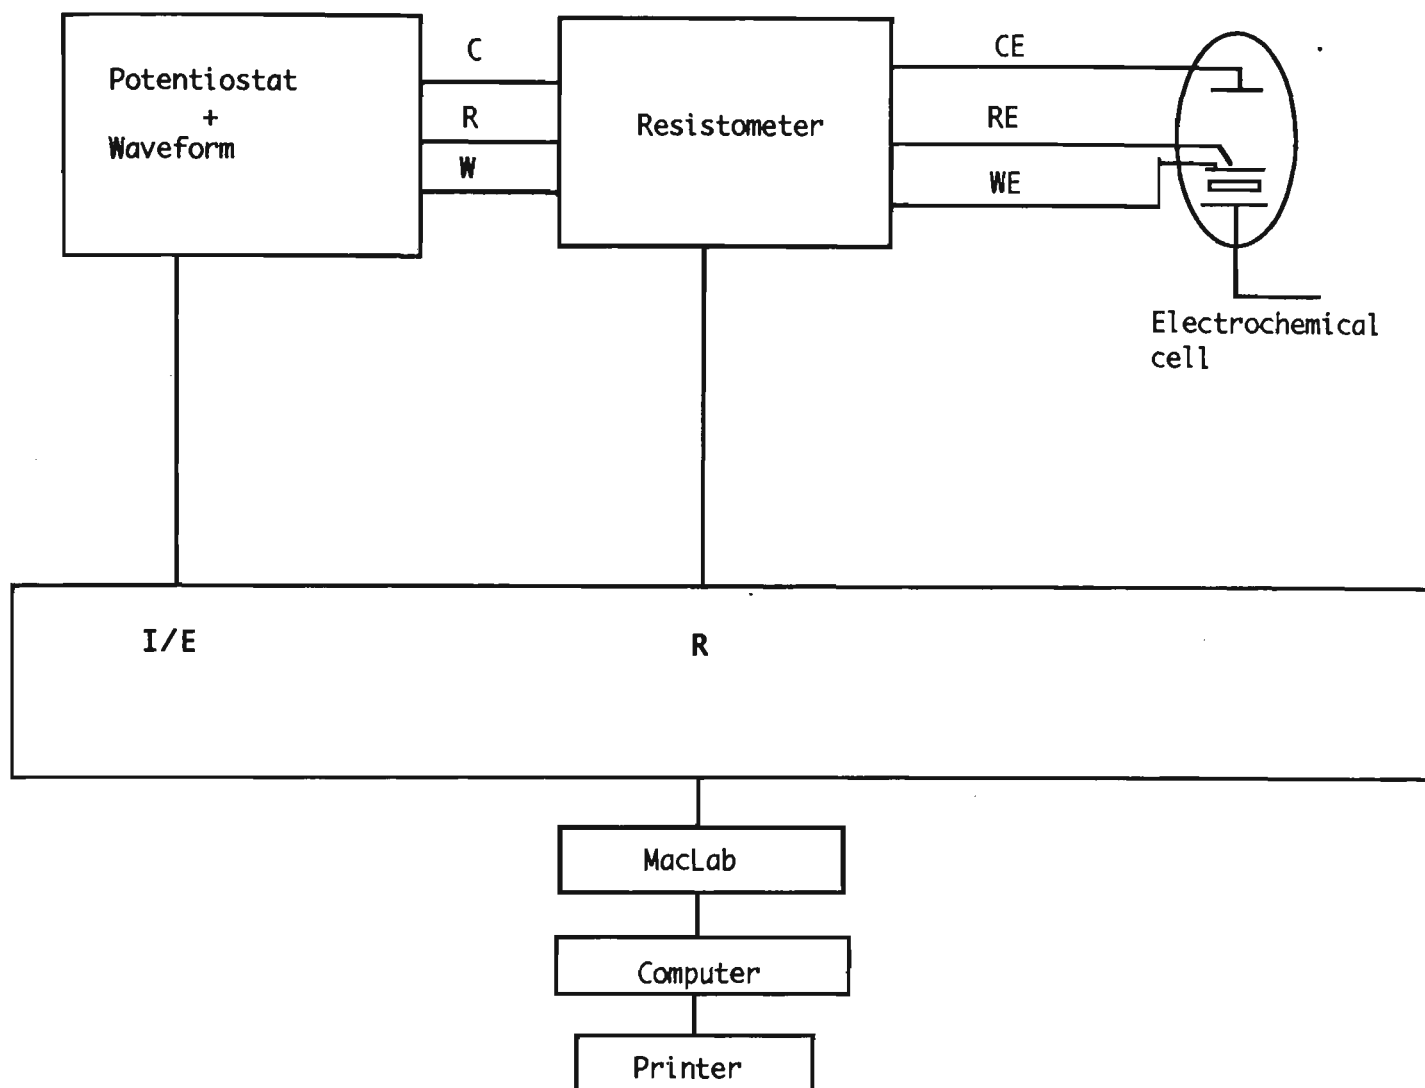 Potentiostat
+
Waveform
C
R
W
Resistometer
CE
RE
WE
Electrochemical
cell
I/E
R
MacLab
Computer
Printer